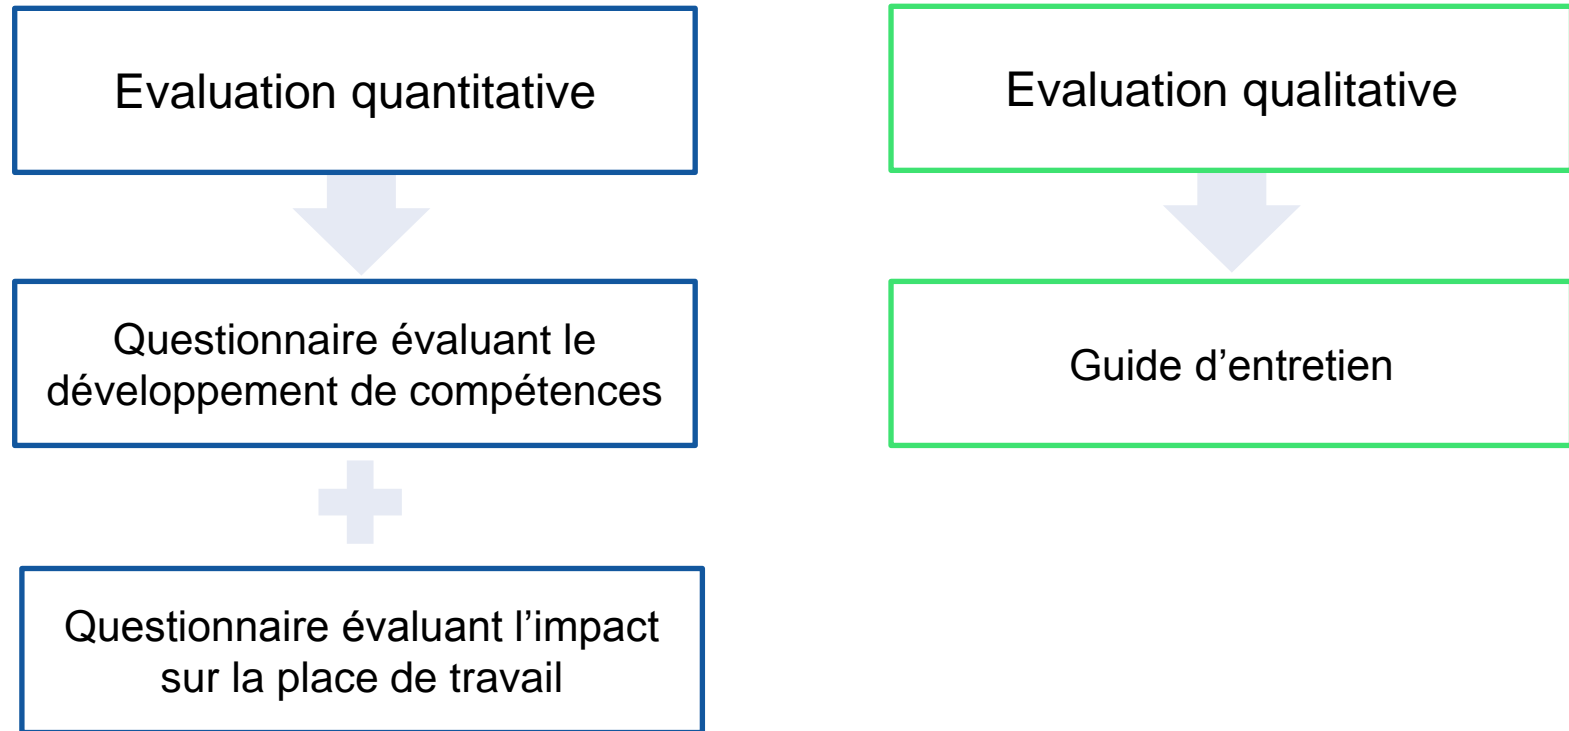 Evaluation quantitative
Evaluation qualitative
Questionnaire évaluant le
développement de compétences
Guide d’entretien
Questionnaire évaluant l’impact
sur la place de travail